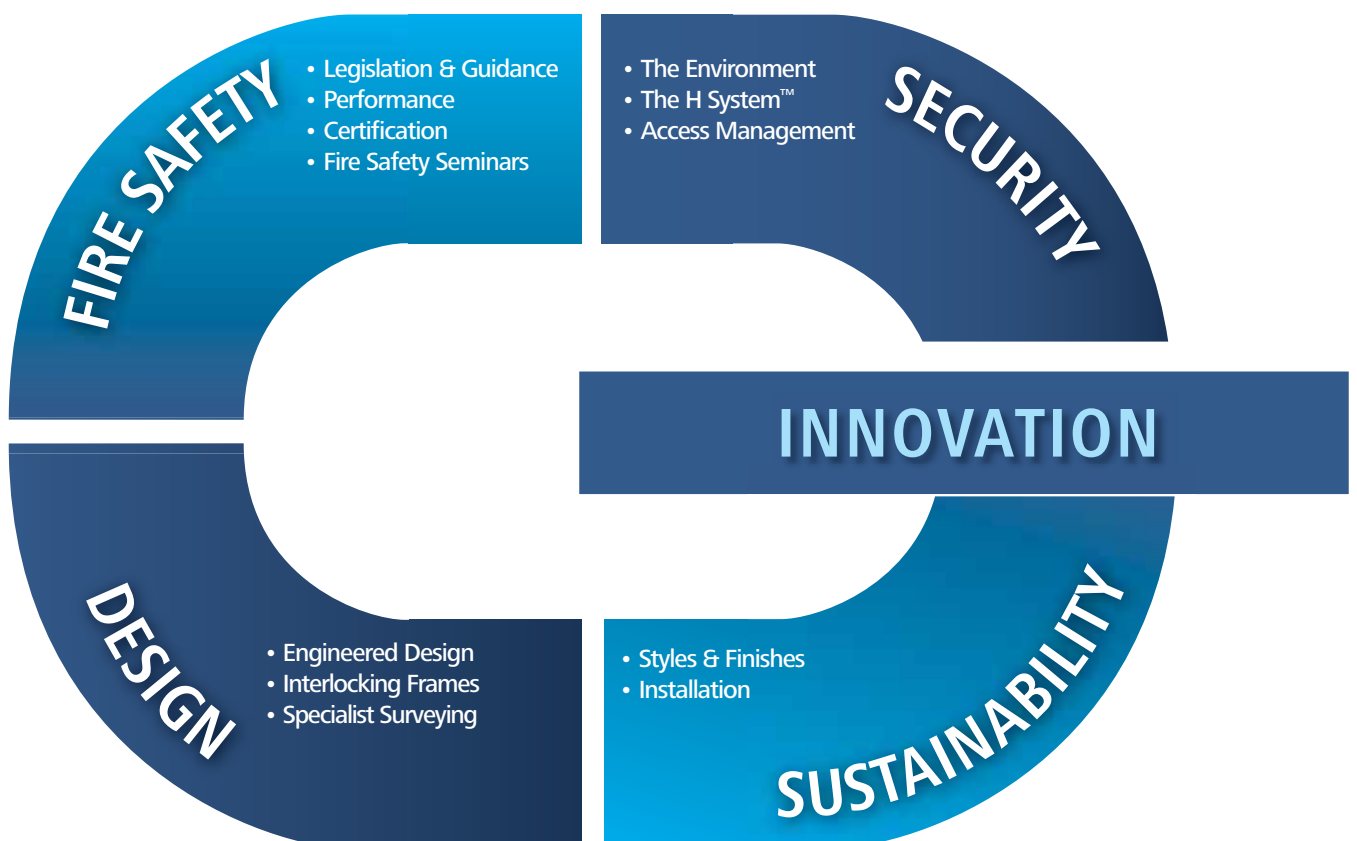 FIRE SAFETY
• Legislation & Guidance
• Performance
• Certification
• Fire Safety Seminars
• The Environment
• The H System™
• Access Management
SECURITY
INNOVATION
DESIGN
• Engineered Design
• Interlocking Frames
• Specialist Surveying
• Styles & Finishes
• Installation
SUSTAINABILITY